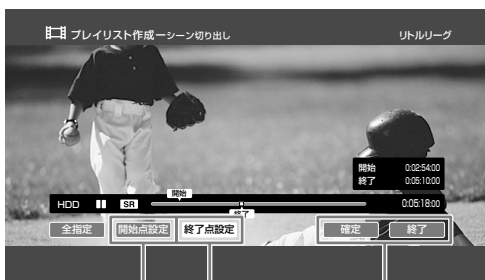 プレイリスト作成ーシーン切り出し
リトルリーグ
開始 0:02:54:00
終了 0:05:10:00
開始
HDD SR 0:05:18:00
終了
全指定 開始点設定 終了点設定 確定 終了